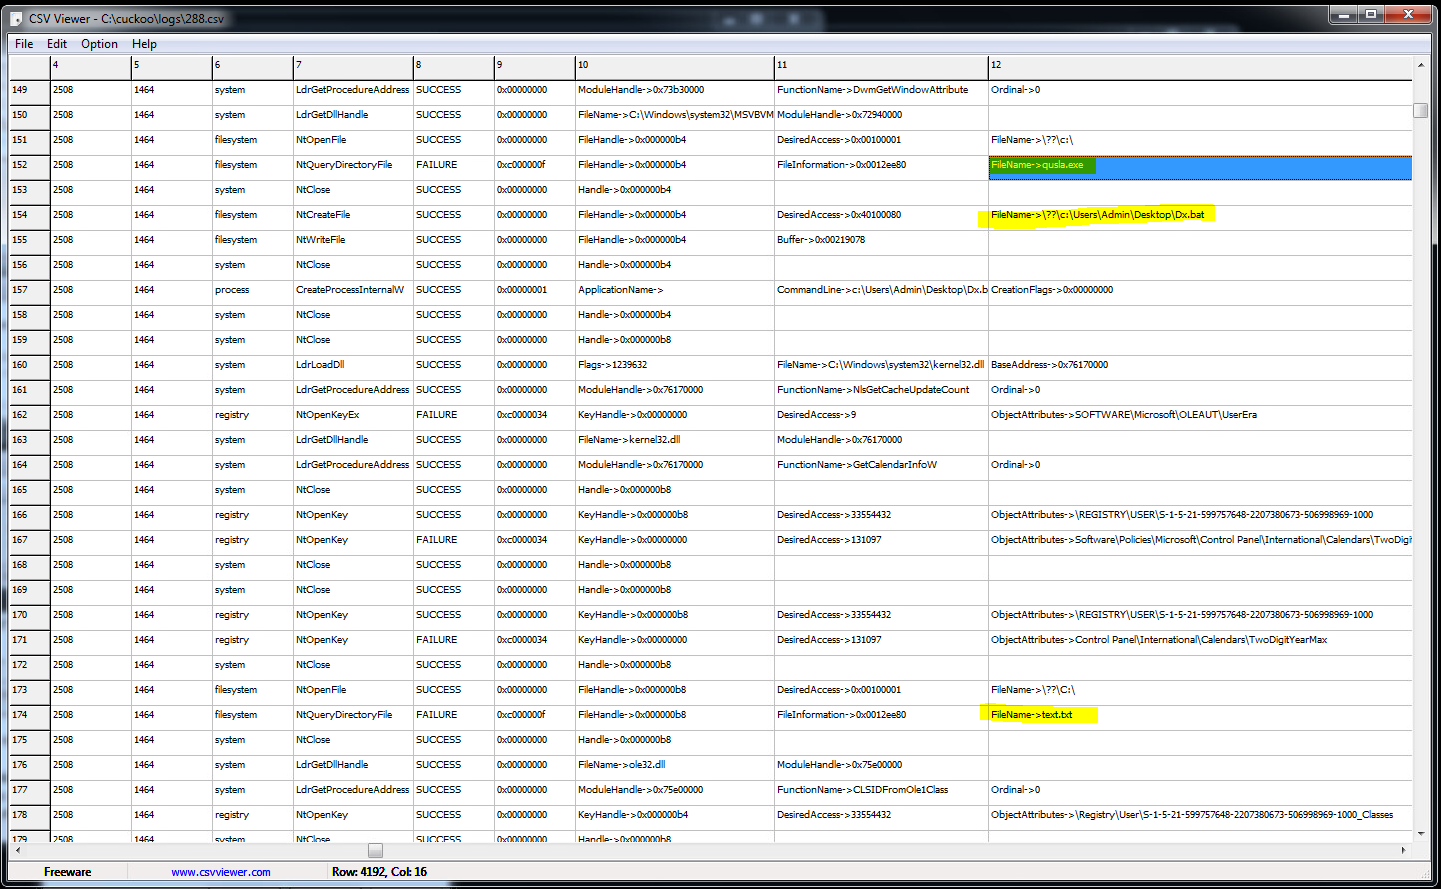 CSV Viewer - C:\cuckoo\logs\288.csv
File Edit Option Help
4 5 6 7 8 9 10 11 12
149 2508 1464 system LdrGetProcedureAddress SUCCESS 0x00000000 ModuleHandle->0x73b30000 FunctionName->DwmGetWindowAttribute Ordinal->0
150 2508 1464 system LdrGetDllHandle SUCCESS 0x00000000 FileName->C:\Windows\system32\MSVBVM ModuleHandle->0x72940000
151 2508 1464 filesystem NtOpenFile SUCCESS 0x00000000 FileHandle->0x000000b4 DesiredAccess->0x00100001 FileName->\??\c:\
152 2508 1464 filesystem NtQueryDirectoryFile FAILURE 0xc000000f FileHandle->0x000000b4 FileInformation->0x0012ee80 FileName->qusla.exe
153 2508 1464 system NtClose SUCCESS 0x00000000 Handle->0x000000b4
154 2508 1464 filesystem NtCreateFile SUCCESS 0x00000000 FileHandle->0x000000b4 DesiredAccess->0x40100080 FileName->\??\c:\Users\Admin\Desktop\Dx.bat
155 2508 1464 filesystem NtWriteFile SUCCESS 0x00000000 FileHandle->0x000000b4 Buffer->0x00219078
156 2508 1464 system NtClose SUCCESS 0x00000000 Handle->0x000000b4
157 2508 1464 process CreateProcessInternalW SUCCESS 0x00000001 ApplicationName-> CommandLine->c:\Users\Admin\Desktop\Dx.b CreationFlags->0x00000000
158 2508 1464 system NtClose SUCCESS 0x00000000 Handle->0x000000b4
159 2508 1464 system NtClose SUCCESS 0x00000000 Handle->0x000000b8
160 2508 1464 system LdrLoadDll SUCCESS 0x00000000 Flags->1239632 FileName->C:\Windows\system32\kernel32.dll BaseAddress->0x76170000
161 2508 1464 system LdrGetProcedureAddress SUCCESS 0x00000000 ModuleHandle->0x76170000 FunctionName->NlsGetCacheUpdateCount Ordinal->0
162 2508 1464 registry NtOpenKeyEx FAILURE 0xc0000034 KeyHandle->0x00000000 DesiredAccess->9 ObjectAttributes->SOFTWARE\Microsoft\OLEAUT\UserEra
163 2508 1464 system LdrGetDllHandle SUCCESS 0x00000000 FileName->kernel32.dll ModuleHandle->0x76170000
164 2508 1464 system LdrGetProcedureAddress SUCCESS 0x00000000 ModuleHandle->0x76170000 FunctionName->GetCalendarInfoW Ordinal->0
165 2508 1464 system NtClose SUCCESS 0x00000000 Handle->0x000000b8
166 2508 1464 registry NtOpenKey SUCCESS 0x00000000 KeyHandle->0x000000b8 DesiredAccess->33554432 ObjectAttributes->\REGISTRY\USER\S-1-5-21-599757648-2207380673-506998969-1000
167 2508 1464 registry NtOpenKey FAILURE 0xc0000034 KeyHandle->0x00000000 DesiredAccess->131097 ObjectAttributes->Software\Policies\Microsoft\Control Panel\International\Calendars\TwoDigit
168 2508 1464 system NtClose SUCCESS 0x00000000 Handle->0x000000b8
169 2508 1464 system NtClose SUCCESS 0x00000000 Handle->0x000000b8
170 2508 1464 registry NtOpenKey SUCCESS 0x00000000 KeyHandle->0x000000b8 DesiredAccess->33554432 ObjectAttributes->\REGISTRY\USER\S-1-5-21-599757648-2207380673-506998969-1000
171 2508 1464 registry NtOpenKey FAILURE 0xc0000034 KeyHandle->0x00000000 DesiredAccess->131097 ObjectAttributes->Control Panel\International\Calendars\TwoDigitYearMax
172 2508 1464 system NtClose SUCCESS 0x00000000 Handle->0x000000b8
173 2508 1464 filesystem NtOpenFile SUCCESS 0x00000000 FileHandle->0x000000b8 DesiredAccess->0x00100001 FileName->\??\C:\
174 2508 1464 filesystem NtQueryDirectoryFile FAILURE 0xc000000f FileHandle->0x000000b8 FileInformation->0x0012ee80 FileName->text.txt
175 2508 1464 system NtClose SUCCESS 0x00000000 Handle->0x000000b8
176 2508 1464 system LdrGetDllHandle SUCCESS 0x00000000 FileName->ole32.dll ModuleHandle->0x75e00000
177 2508 1464 system LdrGetProcedureAddress SUCCESS 0x00000000 ModuleHandle->0x75e00000 FunctionName->CLSIDFromOle1Class Ordinal->0
178 2508 1464 registry NtOpenKey SUCCESS 0x00000000 KeyHandle->0x000000b4 DesiredAccess->33554432 ObjectAttributes->\Registry\User\S-1-5-21-599757648-2207380673-506998969-1000_Classes
179 2508 1464 system NtClose SUCCESS 0x00000000 Handle->0x000000b8
Freeware www.csvviewer.com Row: 4192, Col: 16